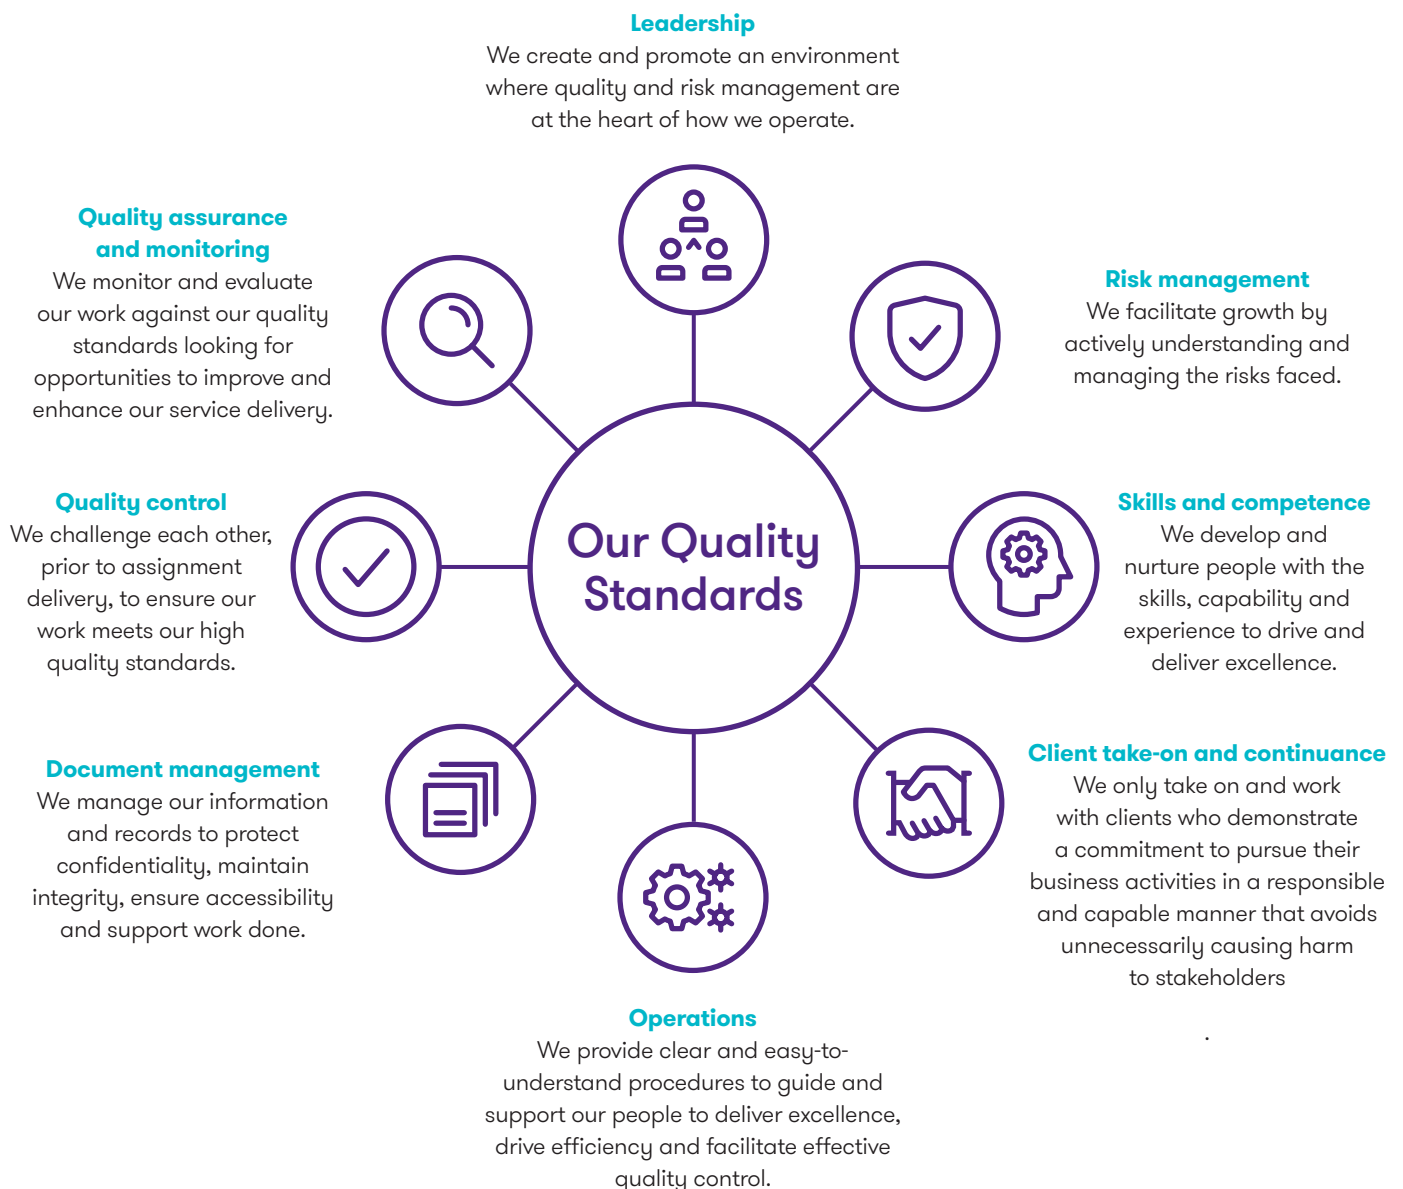 Leadership
We create and promote an environment
where quality and risk management are
at the heart of how we operate.
Quality assurance
and monitoring
We monitor and evaluate
our work against our quality
standards looking for
opportunities to improve and
enhance our service delivery.
Risk management
We facilitate growth by
actively understanding and
managing the risks faced.
Quality control
We challenge each other,
prior to assignment
delivery, to ensure our
work meets our high
quality standards.
Our Quality
Standards
Skills and competence
We develop and
nurture people with the
skills, capability and
experience to drive and
deliver excellence.
Document management
We manage our information
and records to protect
confidentiality, maintain
integrity, ensure accessibility
and support work done.
Client take-on and continuance
We only take on and work
with clients who demonstrate
a commitment to pursue their
business activities in a responsible
and capable manner that avoids
unnecessarily causing harm
to stakeholders
.
Operations
We provide clear and easy-to-
understand procedures to guide and
support our people to deliver excellence,
drive efficiency and facilitate effective
quality control.